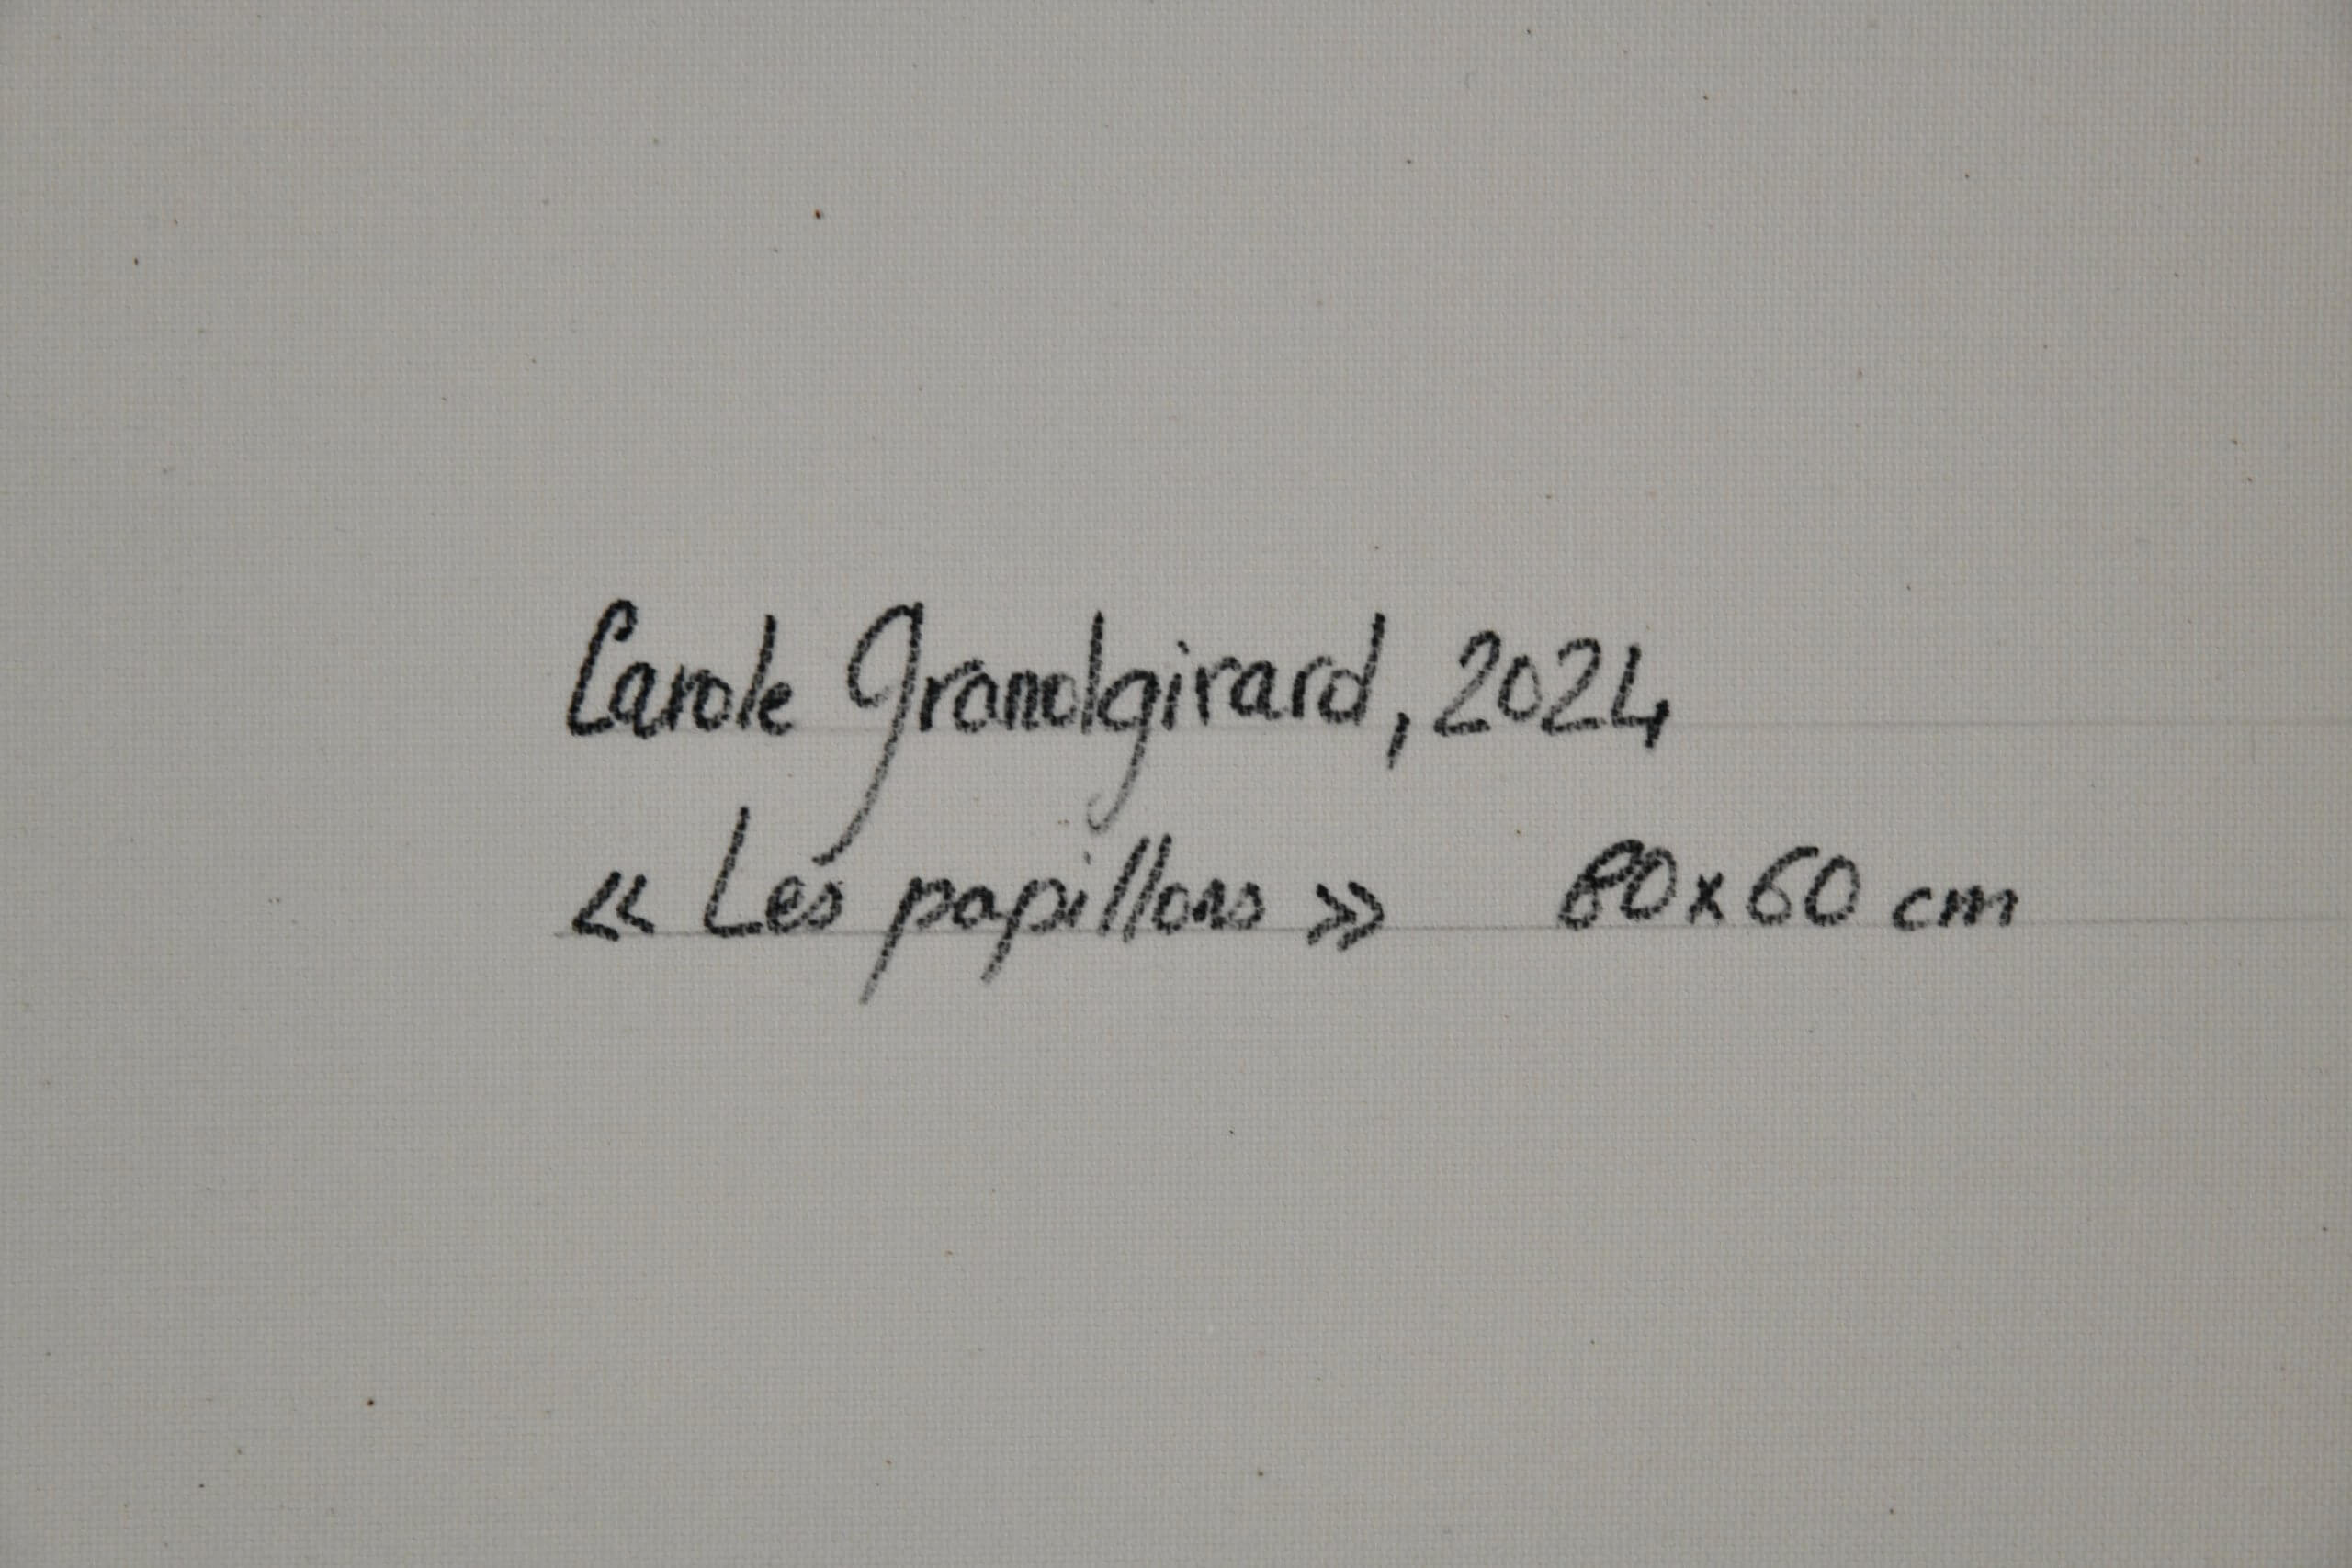 Carole Grandgirard, 2024
« Les papillons » 80x60 cm